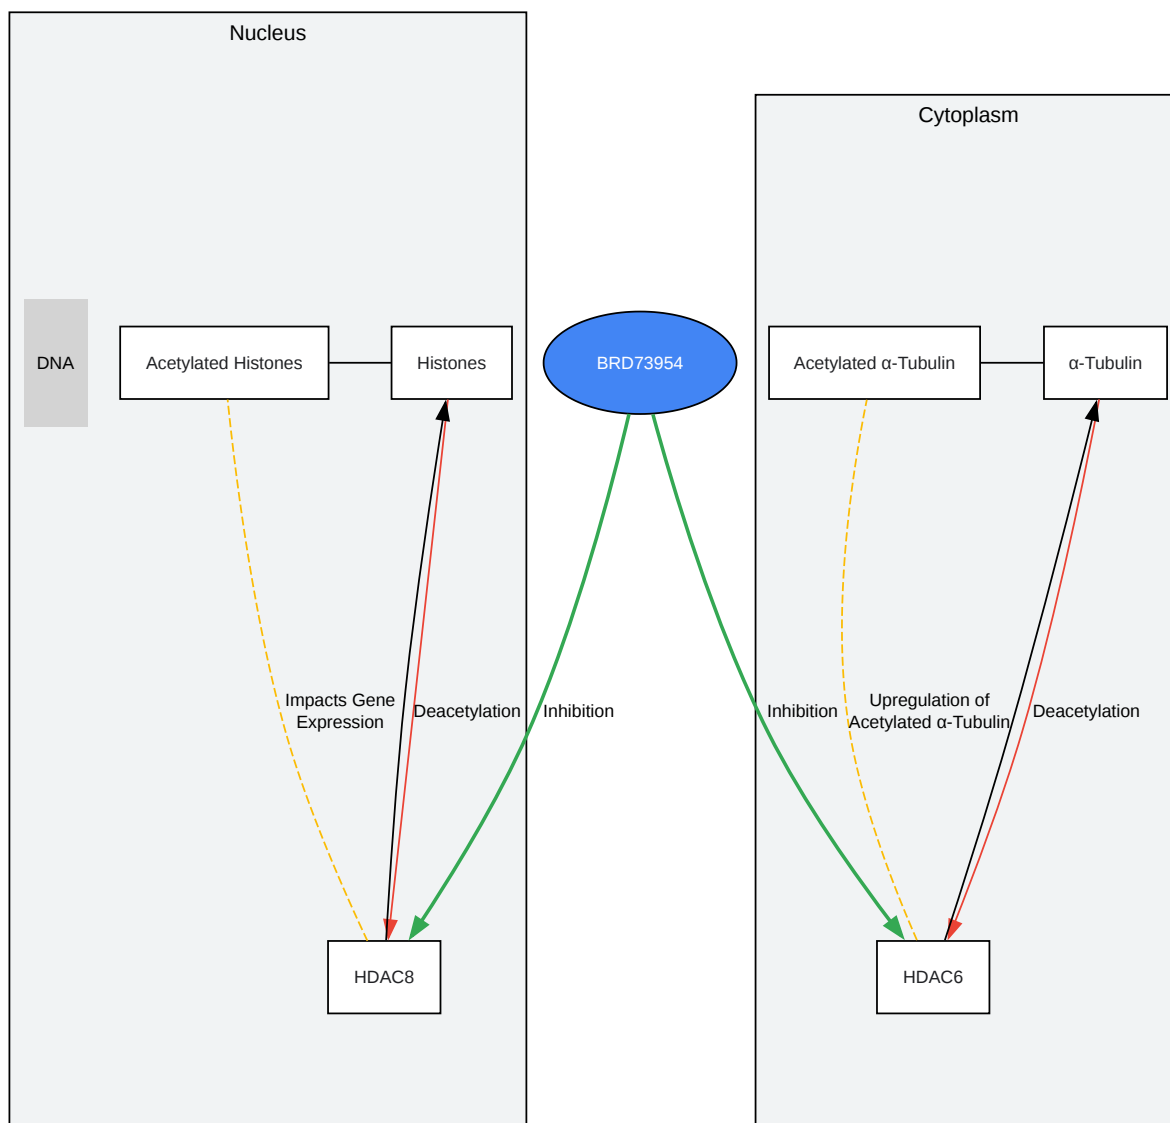 Nucleus
Cytoplasm
DNA
Acetylated Histones
Histones
BRD73954
Acetylated α-Tubulin
α-Tubulin
Impacts Gene
Expression
Deacetylation
Inhibition
Inhibition
Upregulation of
Acetylated α-Tubulin
Deacetylation
HDAC8
HDAC6